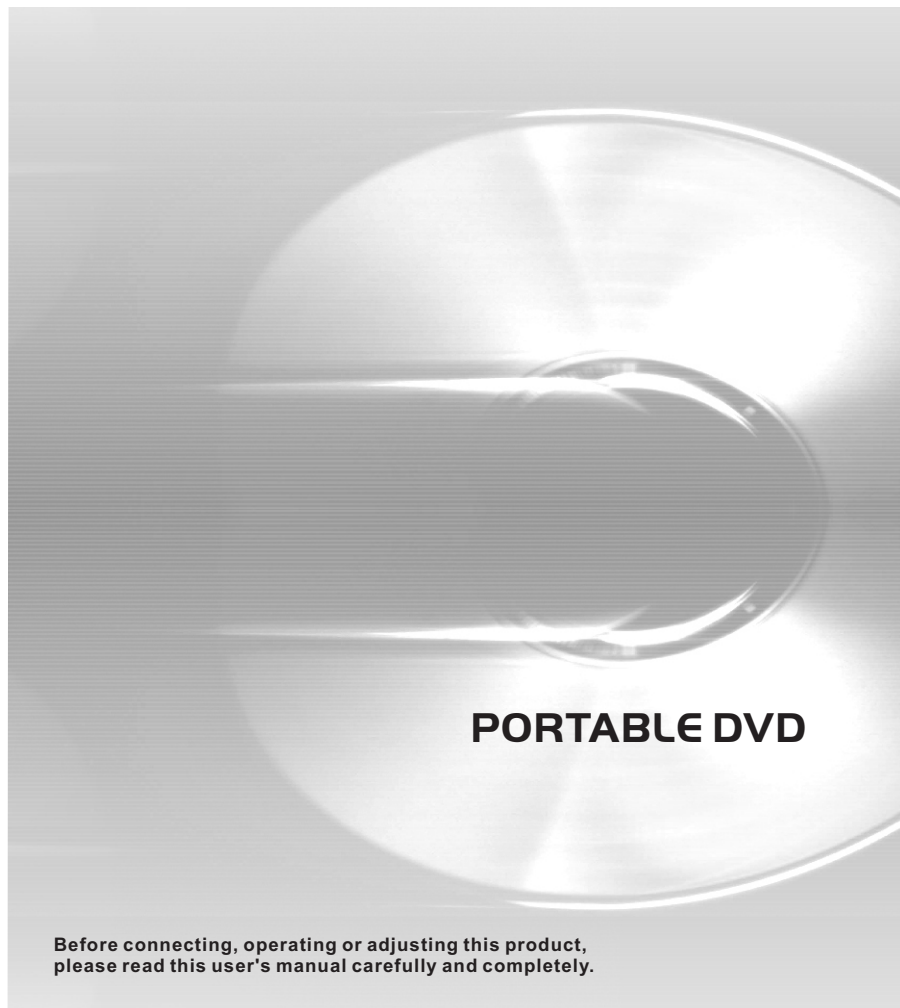 PORTABLE DVD
Before connecting, operating or adjusting this product,
please read this user's manual carefully and completely.